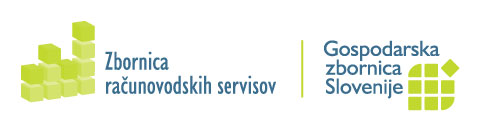 Zbornica
računovodskih servisov
Gospodarska
zbornica
Slovenije